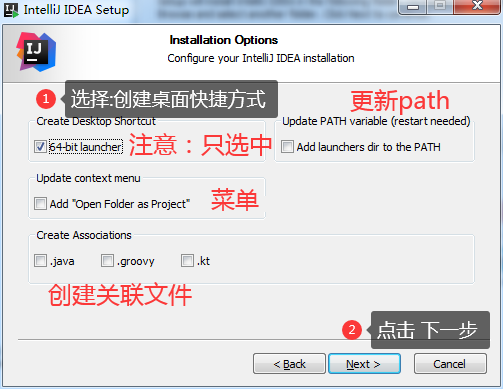 IntelliJ IDEA Setup
IJ
Installation Options
Configure your IntelliJ IDEA installation
1 选择:创建桌面快捷方式
更新path
Create Desktop Shortcut
Update PATH variable (restart needed)
64-bit launcher
注意：只选中
Add launchers dir to the PATH
Update context menu
Add "Open Folder as Project"
菜单
Create Associations
.java
.groovy
.kt
创建关联文件
2 点击 下一步
< Back
Next >
Cancel